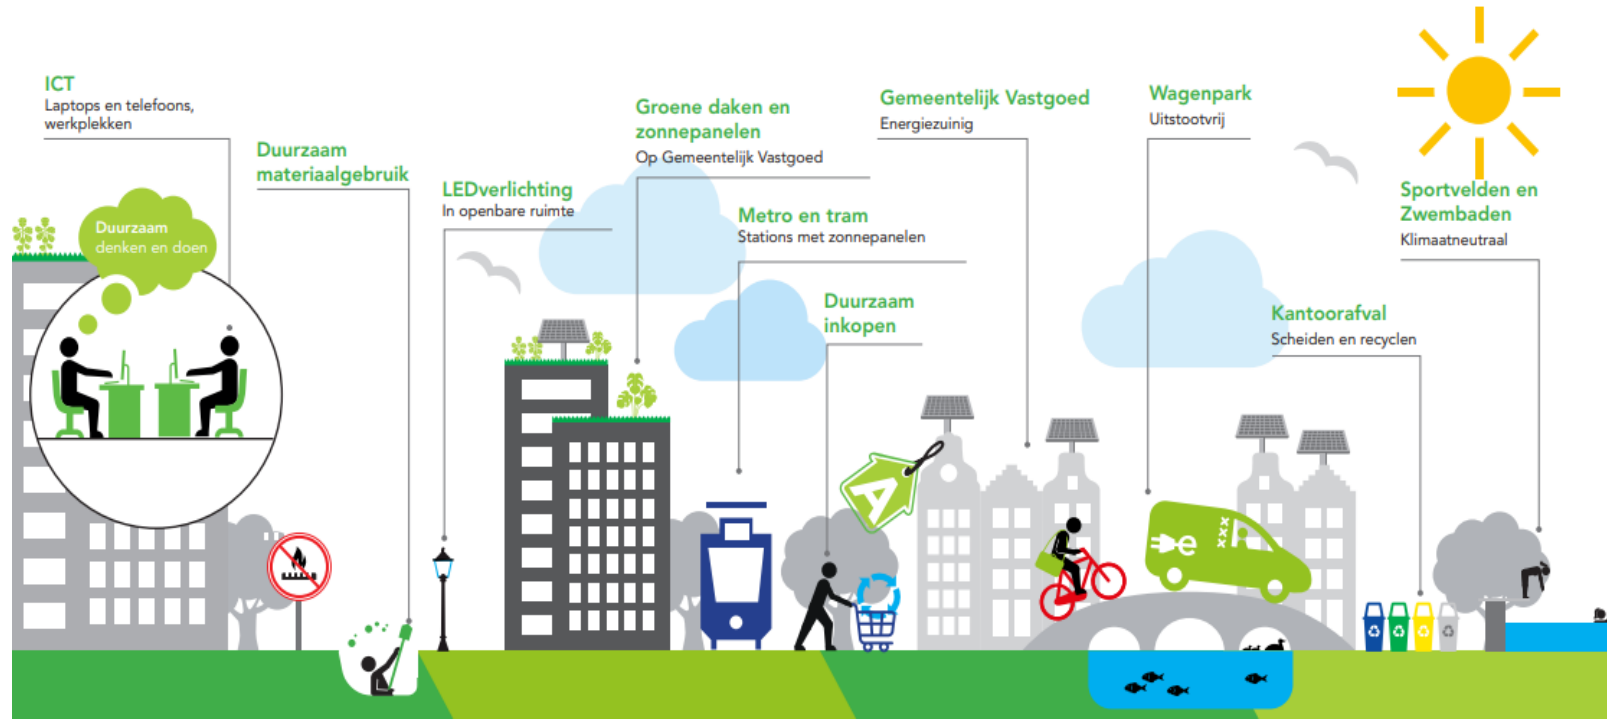 ICT
Laptops en telefoons,
werkplekken
Duurzaam
denken en doen
Duurzaam
materiaalgebruik
LEDverlichting
In openbare ruimte
Groene daken en
zonnepanelen
Op Gemeentelijk Vastgoed
Metro en tram
Stations met zonnepanelen
Duurzaam
inkopen
Gemeentelijk Vastgoed
Energiezuinig
Wagenpark
Uitstootvrij
Sportvelden en
Zwembaden
Klimaatneutraal
Kantoorafval
Scheiden en recyclen
A
e
XXX